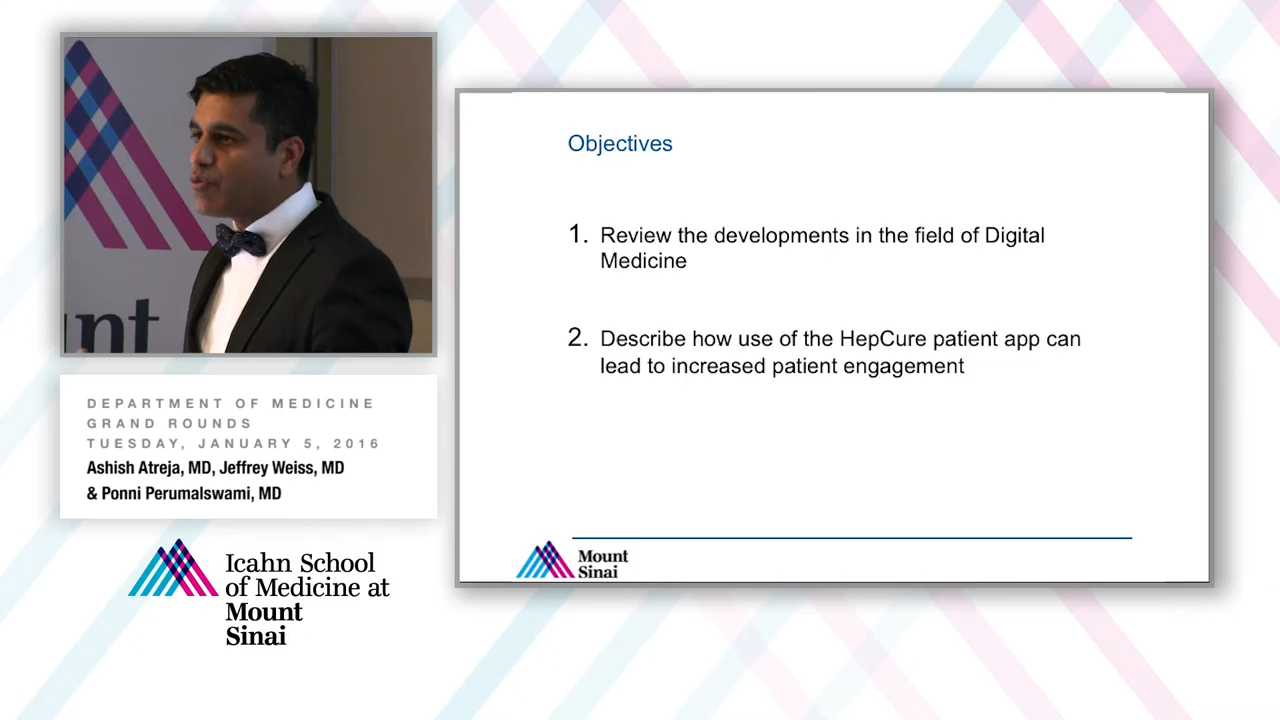 unt
DEPARTMENT OF MEDICINE
GRAND ROUNDS
TUESDAY, JANUARY 5, 2016
Ashish Atreja, MD, Jeffrey Weiss, MD
& Ponni Perumalswami, MD
Icahn School
of Medicine at
Mount
Sinai
Objectives
1. Review the developments in the field of Digital
Medicine
2. Describe how use of the HepCure patient app can
lead to increased patient engagement
Mount
Sinai